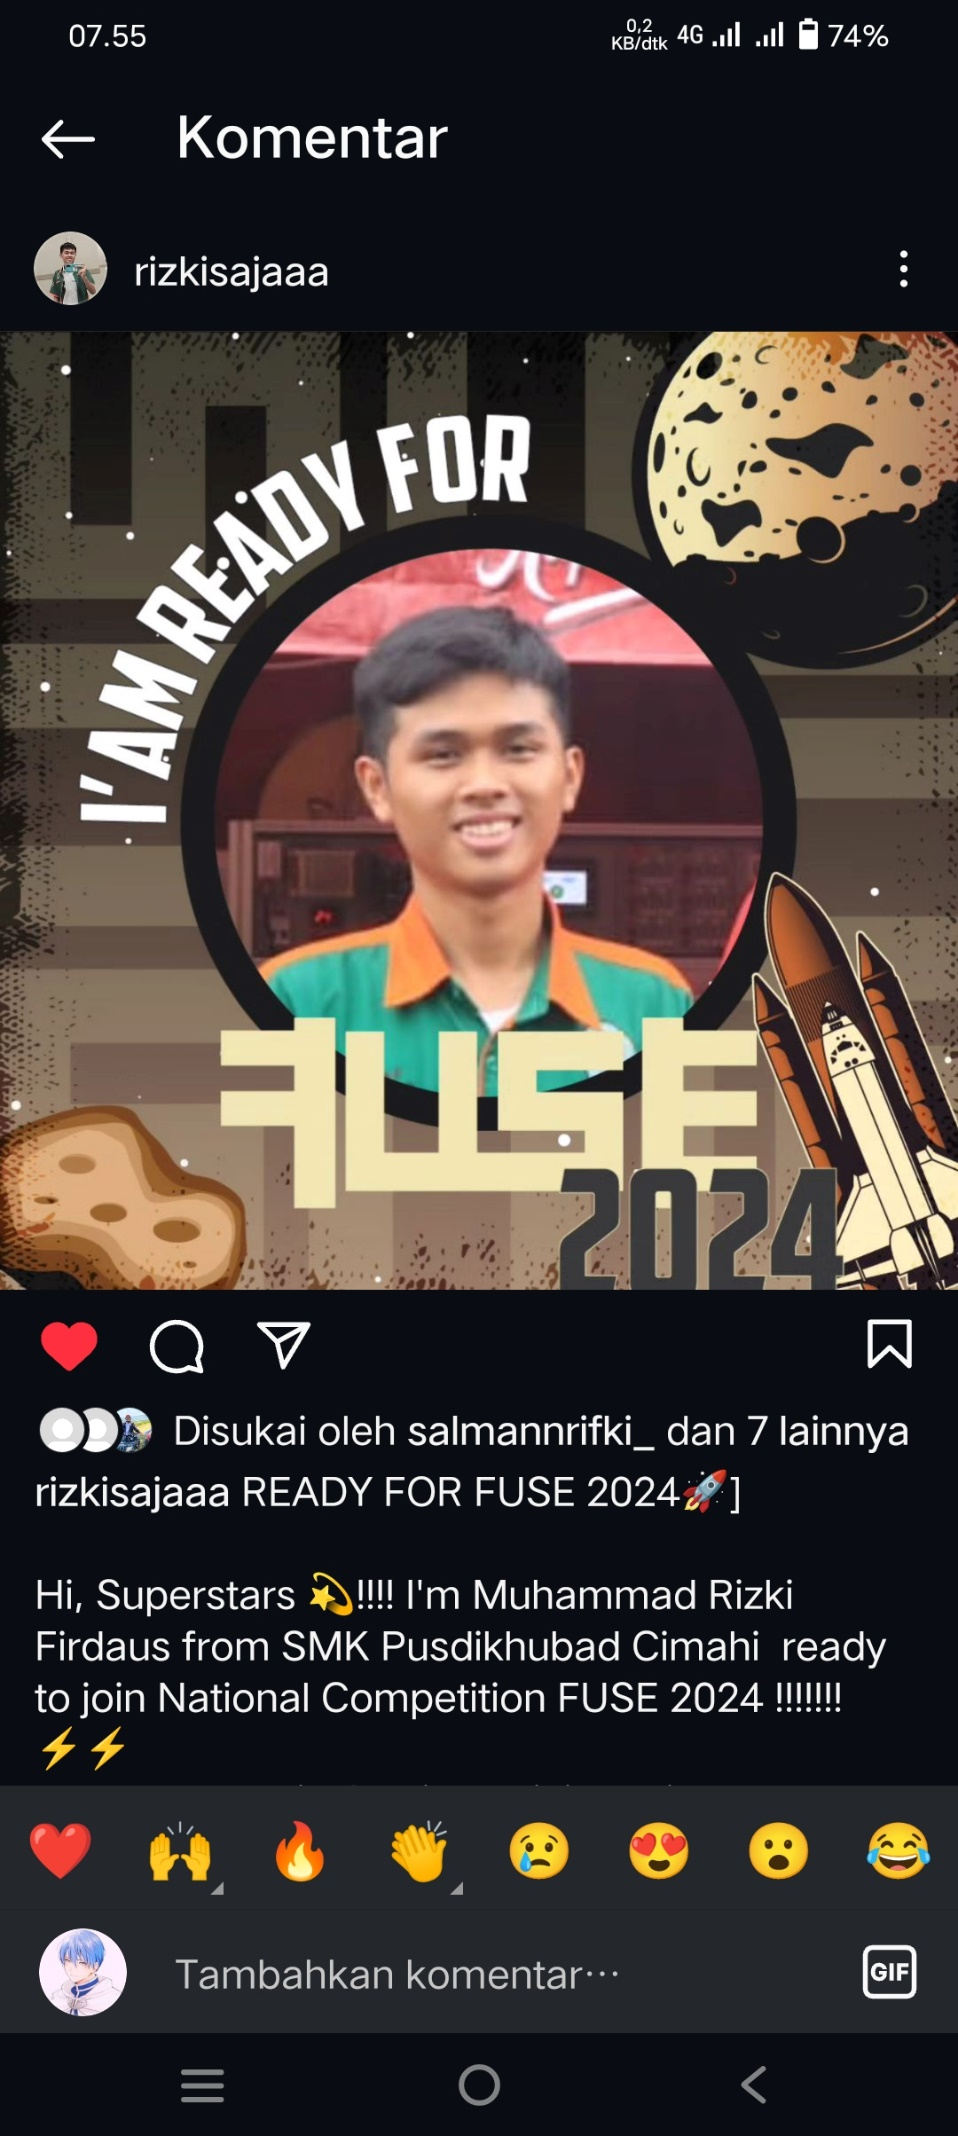 07.55
0,2
KB/dtk
4G
74%
Komentar
rizkisajaaa
I'AM READY FOR
FUSE
2024
Disukai oleh salmannrifki_ dan 7 lainnya
rizkisajaaa READY FOR FUSE 2024🚀]
Hi, Superstars 💫!!!! I'm Muhammad Rizki
Firdaus from SMK Pusdikhubad Cimahi  ready
to join National Competition FUSE 2024 !!!!!!!
⚡⚡
Tambahkan komentar...
GIF